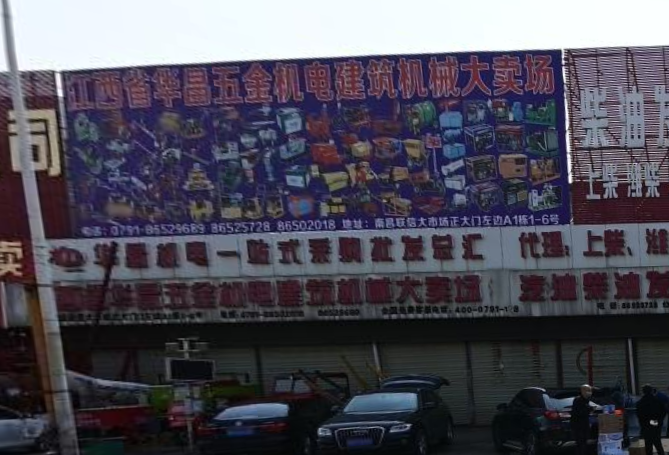 江西省华昌五金机电建筑机械大卖场
电话: 0791-86529689 86525728 86502018 地址: 南昌联信大市场正大门左边A1栋1-6号
司
柴油
上柴 潍柴
卖
华昌机电一站式采购批发总汇 代理: 上柴、
华昌五金机电建筑机械大卖场 柴油发